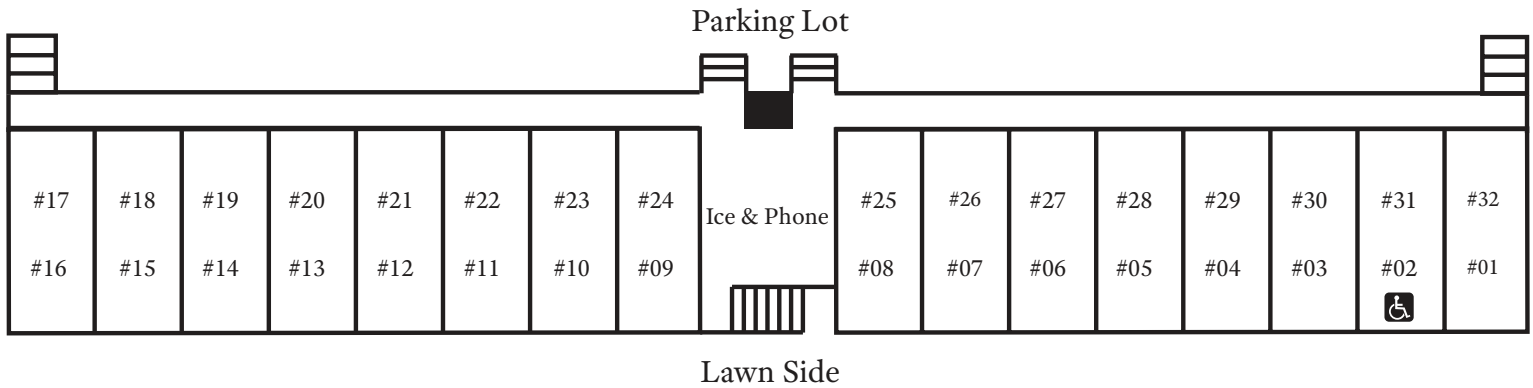 Parking Lot
#17 #18 #19 #20 #21 #22 #23 #24 #25 #26 #27 #28 #29 #30 #31 #32
Ice & Phone
#16 #15 #14 #13 #12 #11 #10 #09 #08 #07 #06 #05 #04 #03 #02 #01
Lawn Side